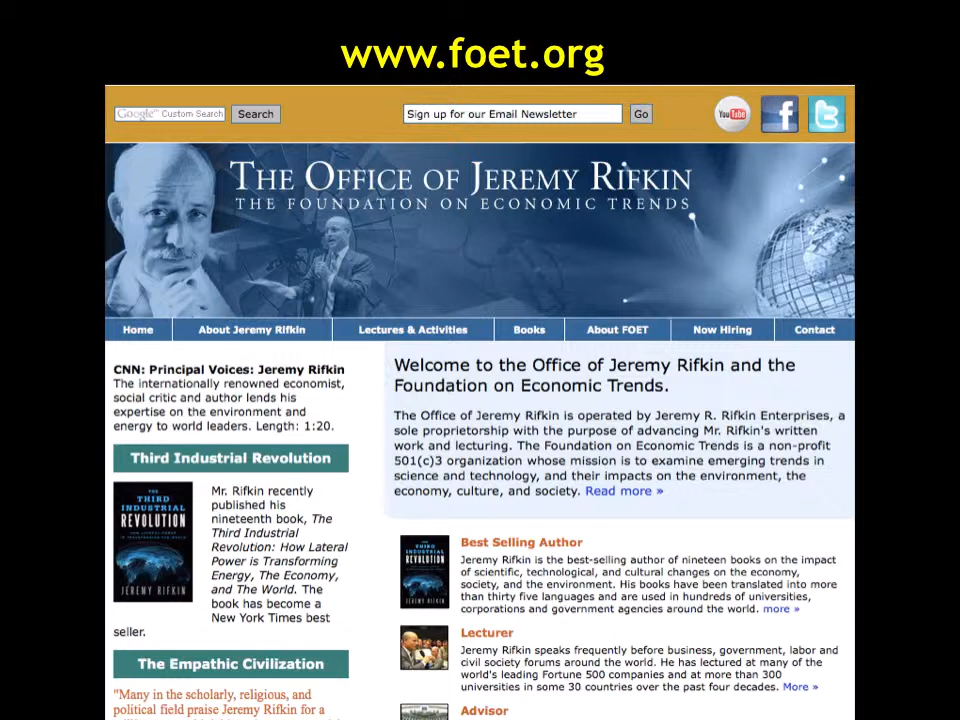 www.foet.org
Google™ Custom Search
Search
Sign up for our Email Newsletter
Go
You Tube
f
t
THE OFFICE OF JEREMY RIFKIN
THE FOUNDATION ON ECONOMIC TRENDS
Home
About Jeremy Rifkin
Lectures & Activities
Books
About FOET
Now Hiring
Contact
CNN: Principal Voices: Jeremy Rifkin
The internationally renowned economist,
social critic and author lends his
expertise on the environment and
energy to world leaders. Length: 1:20.
Third Industrial Revolution
THE
THIRD
INDUSTRIAL
REVOLUTION
JEREMY RIFKIN
Mr. Rifkin recently
published his
nineteenth book, The
Third Industrial
Revolution: How Lateral
Power is Transforming
Energy, The Economy,
and The World. The
book has become a
New York Times best
seller.
The Empathic Civilization
"Many in the scholarly, religious, and
political field praise Jeremy Rifkin for a
Welcome to the Office of Jeremy Rifkin and the
Foundation on Economic Trends.
The Office of Jeremy Rifkin is operated by Jeremy R. Rifkin Enterprises, a
sole proprietorship with the purpose of advancing Mr. Rifkin's written
work and lecturing. The Foundation on Economic Trends is a non-profit
501(c)3 organization whose mission is to examine emerging trends in
science and technology, and their impacts on the environment, the
economy, culture, and society. Read more »
THIRD
INDUSTRIAL
REVOLUTION
JEREMY RIFKIN
Best Selling Author
Jeremy Rifkin is the best-selling author of nineteen books on the impact
of scientific, technological, and cultural changes on the economy,
society, and the environment. His books have been translated into more
than thirty five languages and are used in hundreds of universities,
corporations and government agencies around the world. more »
Lecturer
Jeremy Rifkin speaks frequently before business, government, labor and
civil society forums around the world. He has lectured at many of the
world's leading Fortune 500 companies and at more than 300
universities in some 30 countries over the past four decades. More »
Advisor